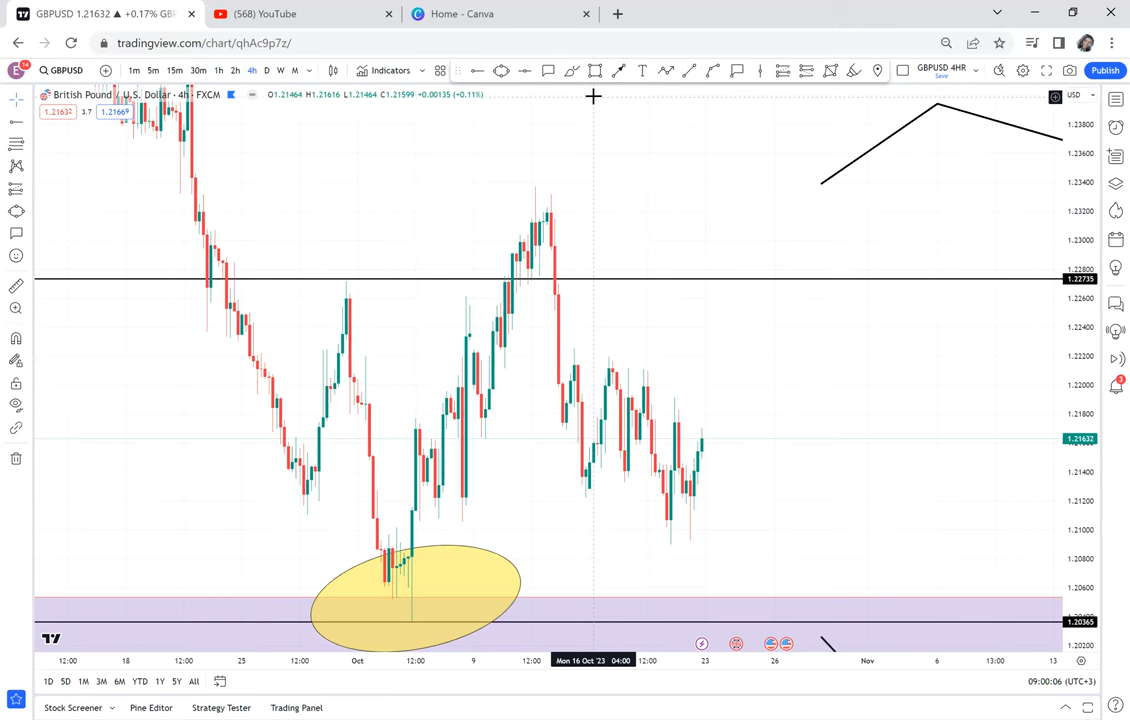 GBPUSD 1.21632 ▲ +0.17% GBP
(568) YouTube
Home - Canva
tradingview.com/chart/qhAc9p7z/
E 14
GBPUSD
1m 5m 15m 30m 1h 2h 4h D W M
Indicators
GBPUSD 4HR
Save
Publish
British Pound / U.S. Dollar · 4h · FXCM
O1.21464 H1.21616 L1.21464 C1.21599 +0.00135 (+0.11%)
USD
1.21632 3.7 1.21669
1.23800
1.23600
1.23400
1.23200
1.23000
1.22800
1.22735
1.22600
1.22400
1.22200
1.22000
1.21800
1.21632
1.21400
1.21200
1.21000
1.20800
1.20600
1.20365
1.20200
3
12:00 18 12:00 25 12:00 Oct 12:00 9 12:00 Mon 16 Oct '23 04:00 12:00 23 26 Nov 6 13:00 13
1D 5D 1M 3M 6M YTD 1Y 5Y All
09:00:06 (UTC+3)
Stock Screener Pine Editor Strategy Tester Trading Panel